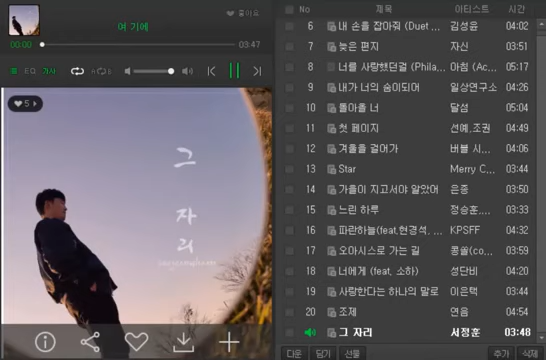 좋아요
여 기에
00:00
03:47
EQ 가사
5
그
자
리
No 제목 아티스트 시간
6 내 손을 잡아줘 (Duet ... 김성윤 04:02
7 늦은 편지 자신 03:51
8 너를 사랑했던걸 (Phila... 아침 (Ac... 05:17
9 내가 너의 숨이되어 일상연구소 04:26
10 돌아올 너 달섬 05:04
11 첫 페이지 선예,조권 04:49
12 겨울을 걸어가 버블 시... 04:06
13 Star Merry C... 03:44
14 가을이 지고서야 알았어 은종 03:50
15 느린 하루 정승훈,... 03:33
16 파란하늘(feat,현경석, ... KPSFF 04:32
17 오아시스로 가는 길 콩쏠(co... 03:59
18 너에게 (feat, 소하) 성단비 04:20
19 사랑한다는 하나의 말로 이은택 03:44
20 조제 연음 04:54
그 자리 서정훈 03:48
다운 담기 선물 추가 삭제